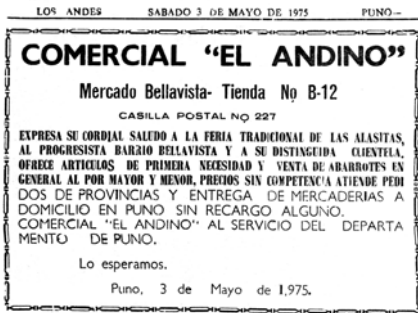 LOS ANDES SABADO 3 DE MAYO DE 1975 PUNO—
COMERCIAL "EL ANDINO"
Mercado Bellavista- Tienda No B-12
CASILLA POSTAL No 227
EXPRESA SU CORDIAL SALUDO A LA FERIA TRADICIONAL DE LAS ALASITAS,
AL PROGRESISTA BARRIO BELLAVISTA Y A SU DISTINGUIDA CLIENTELA,
OFRECE ARTICULOS DE PRIMERA NECESIDAD Y VENTA DE ABARROTES EN
GENERAL AL POR MAYOR Y MENOR, PRECIOS SIN COMPETENCIA ATIENDE PEDI
DOS DE PROVINCIAS Y ENTREGA DE MERCADERIAS A
DOMICILIO EN PUNO SIN RECARGO ALGUNO.
COMERCIAL "EL ANDINO" AL SERVICIO DEL DEPARTA
MENTO DE PUNO.
Lo esperamos.
Puno, 3 de Mayo de 1,975.